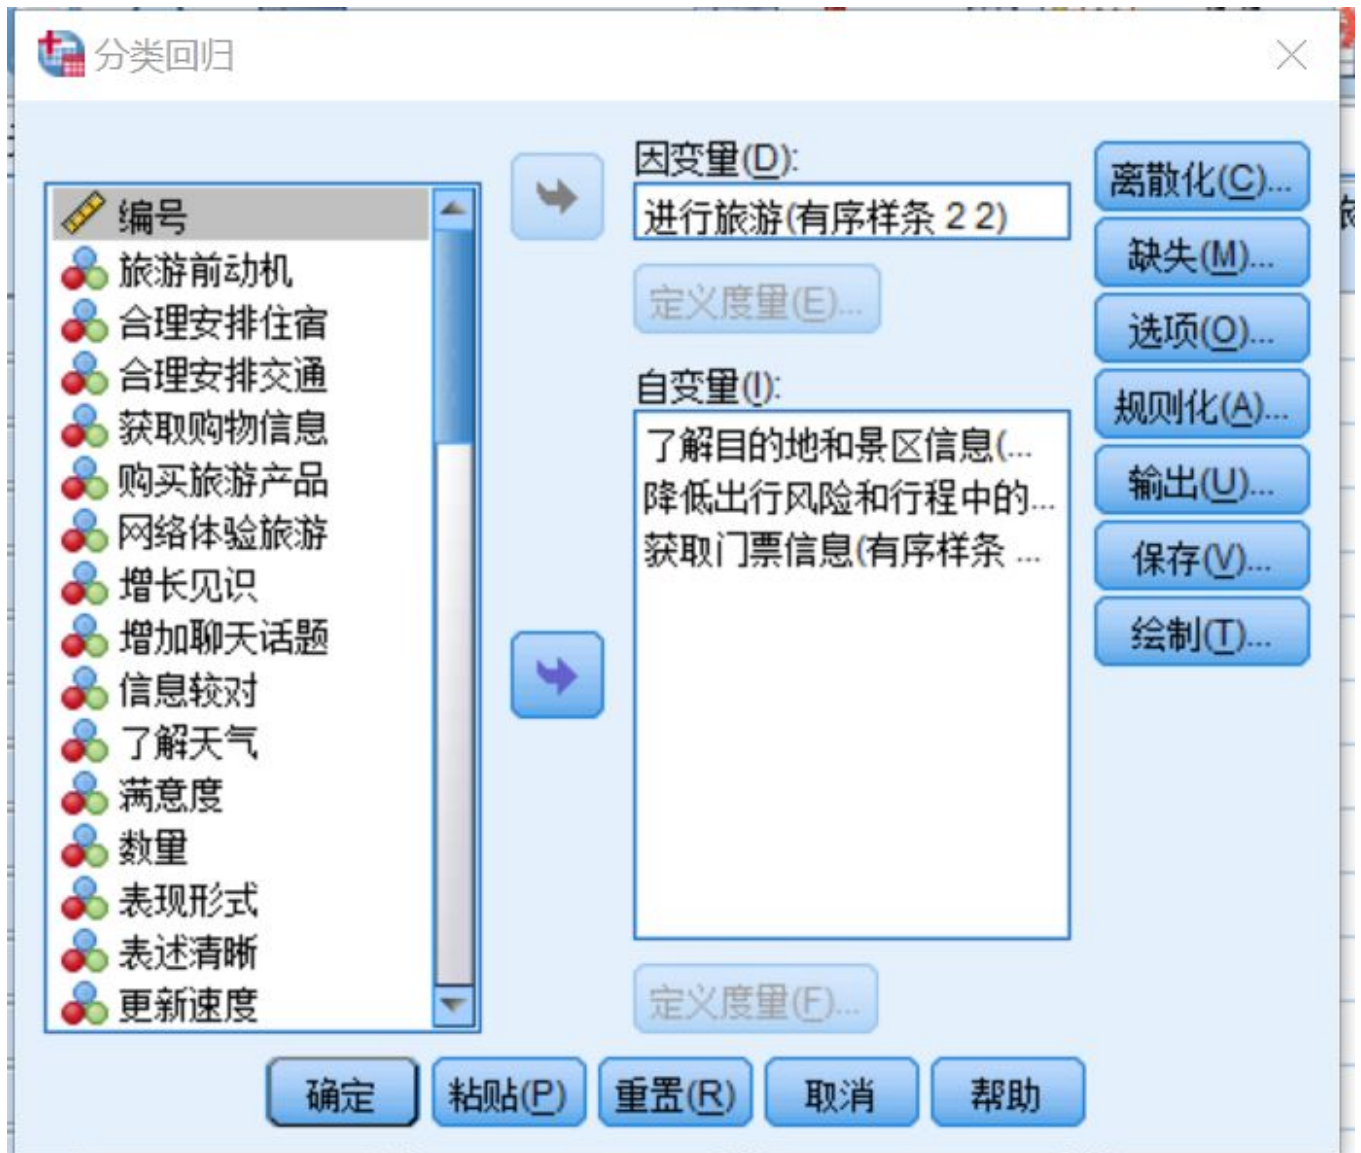 分类回归
因变量(D):
进行旅游(有序样条 2 2)
定义度量(E)...
自变量(I):
了解目的地和景区信息(...
降低出行风险和行程中的...
获取门票信息(有序样条 ...
定义度量(F)...
编号
旅游前动机
合理安排住宿
合理安排交通
获取购物信息
购买旅游产品
网络体验旅游
增长见识
增加聊天话题
信息较对
了解天气
满意度
数量
表现形式
表述清晰
更新速度
离散化(C)...
缺失(M)...
选项(O)...
规则化(A)...
输出(U)...
保存(V)...
绘制(T)...
确定
粘贴(P)
重置(R)
取消
帮助